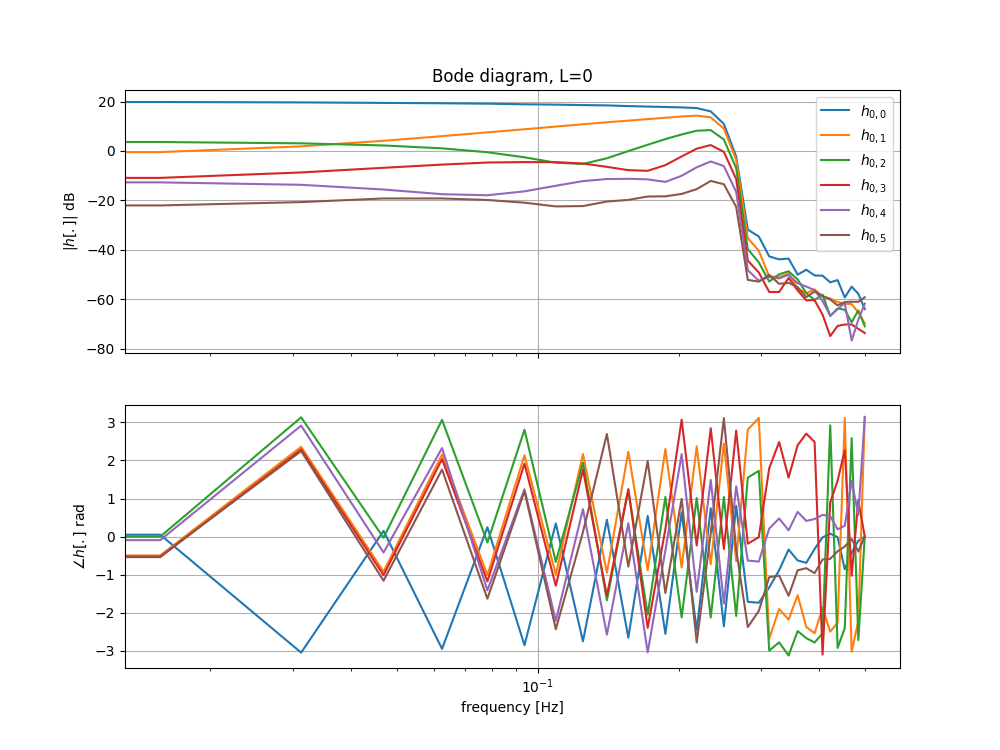 Bode diagram, L=0
|h[.]| dB
20
0
−20
−40
−60
−80
h0,0
h0,1
h0,2
h0,3
h0,4
h0,5
∠h[.] rad
3
2
1
0
−1
−2
−3
10−1
frequency [Hz]